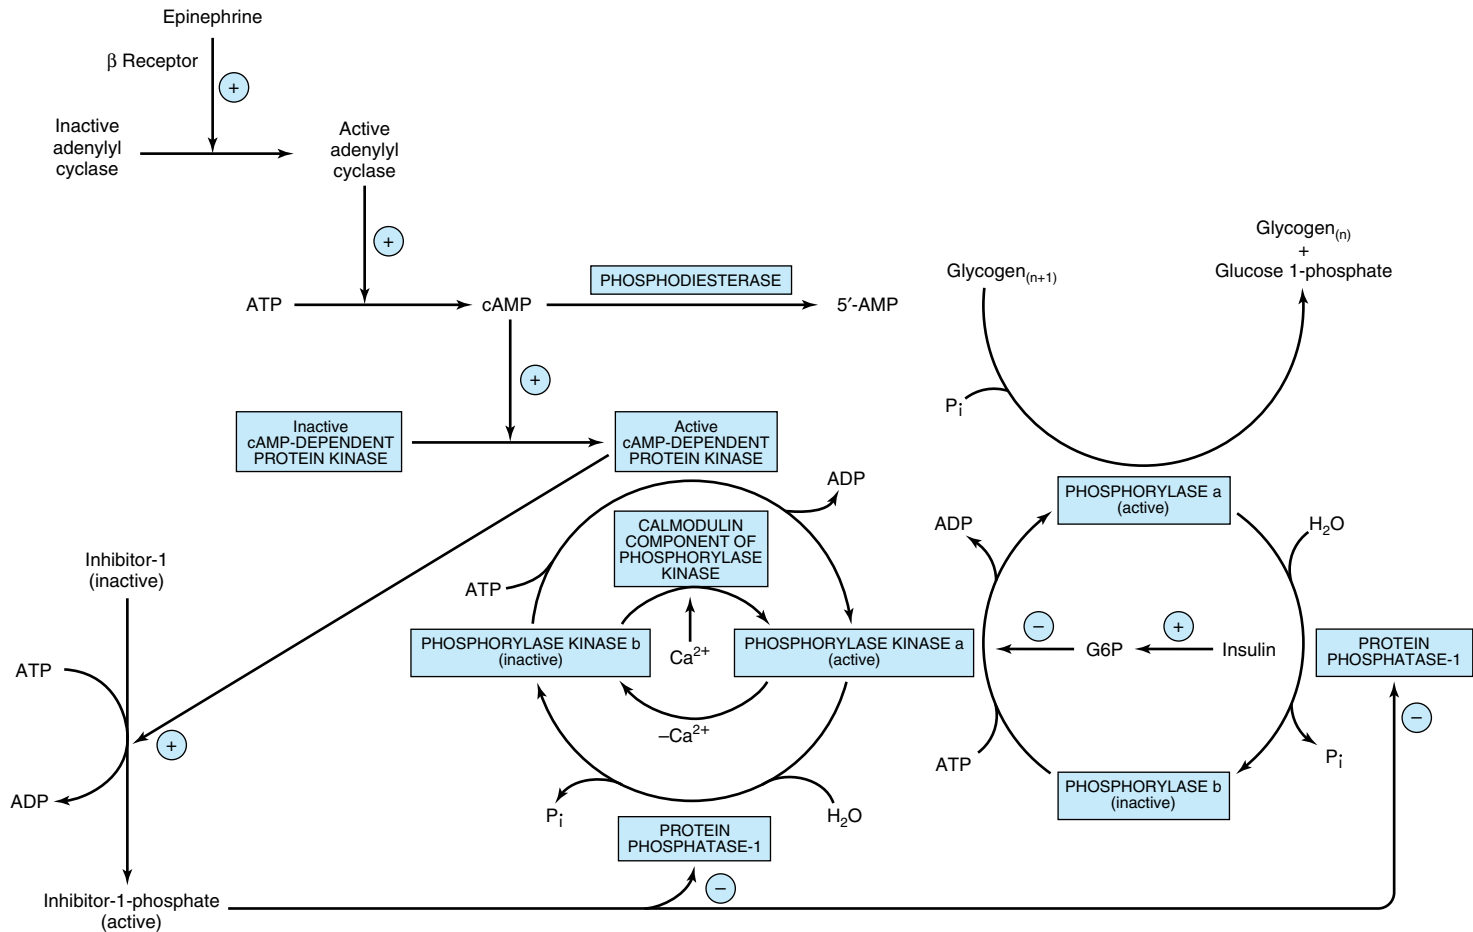 Epinephrine
β Receptor
+
Inactive
adenylyl
cyclase
Active
adenylyl
cyclase
+
ATP
cAMP
PHOSPHODIESTERASE
5′-AMP
+
Inactive
cAMP-DEPENDENT
PROTEIN KINASE
Active
cAMP-DEPENDENT
PROTEIN KINASE
Glycogen(n+1)
Glycogen(n)
+
Glucose 1-phosphate
Pi
Inhibitor-1
(inactive)
ATP
ADP
+
Inhibitor-1-phosphate
(active)
ADP
CALMODULIN
COMPONENT OF
PHOSPHORYLASE
KINASE
ATP
PHOSPHORYLASE KINASE b
(inactive)
Ca2+
PHOSPHORYLASE KINASE a
(active)
–Ca2+
Pi
H2O
PROTEIN
PHOSPHATASE-1
–
PHOSPHORYLASE a
(active)
ADP
H2O
–
G6P
+
Insulin
PROTEIN
PHOSPHATASE-1
–
ATP
Pi
PHOSPHORYLASE b
(inactive)